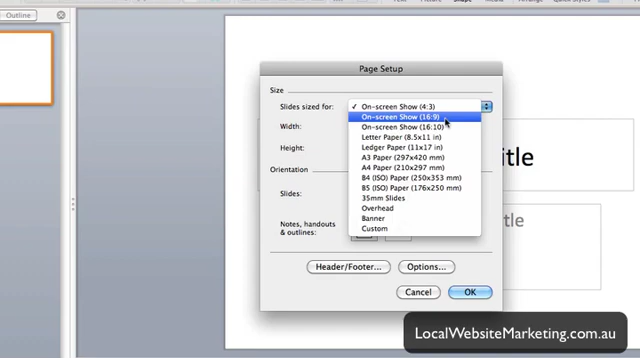 Outline
Page Setup
Size
Slides sized for:
✓ On-screen Show (4:3)
On-screen Show (16:9)
On-screen Show (16:10)
Letter Paper (8.5x11 in)
Ledger Paper (11x17 in)
A3 Paper (297x420 mm)
A4 Paper (210x297 mm)
B4 (ISO) Paper (250x353 mm)
B5 (ISO) Paper (176x250 mm)
35mm Slides
Overhead
Banner
Custom
Width:
Height:
Orientation
Slides:
Notes, handouts
& outlines:
Header/Footer...
Options...
Cancel
OK
itle
title
LocalWebsiteMarketing.com.au